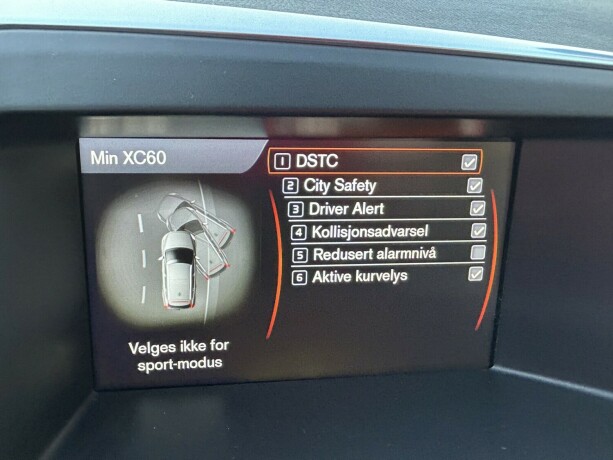 Min XC60
1 DSTC
2 City Safety
3 Driver Alert
4 Kollisjonsadvarsel
5 Redusert alarmnivå
6 Aktive kurvelys
Velges ikke for
sport-modus